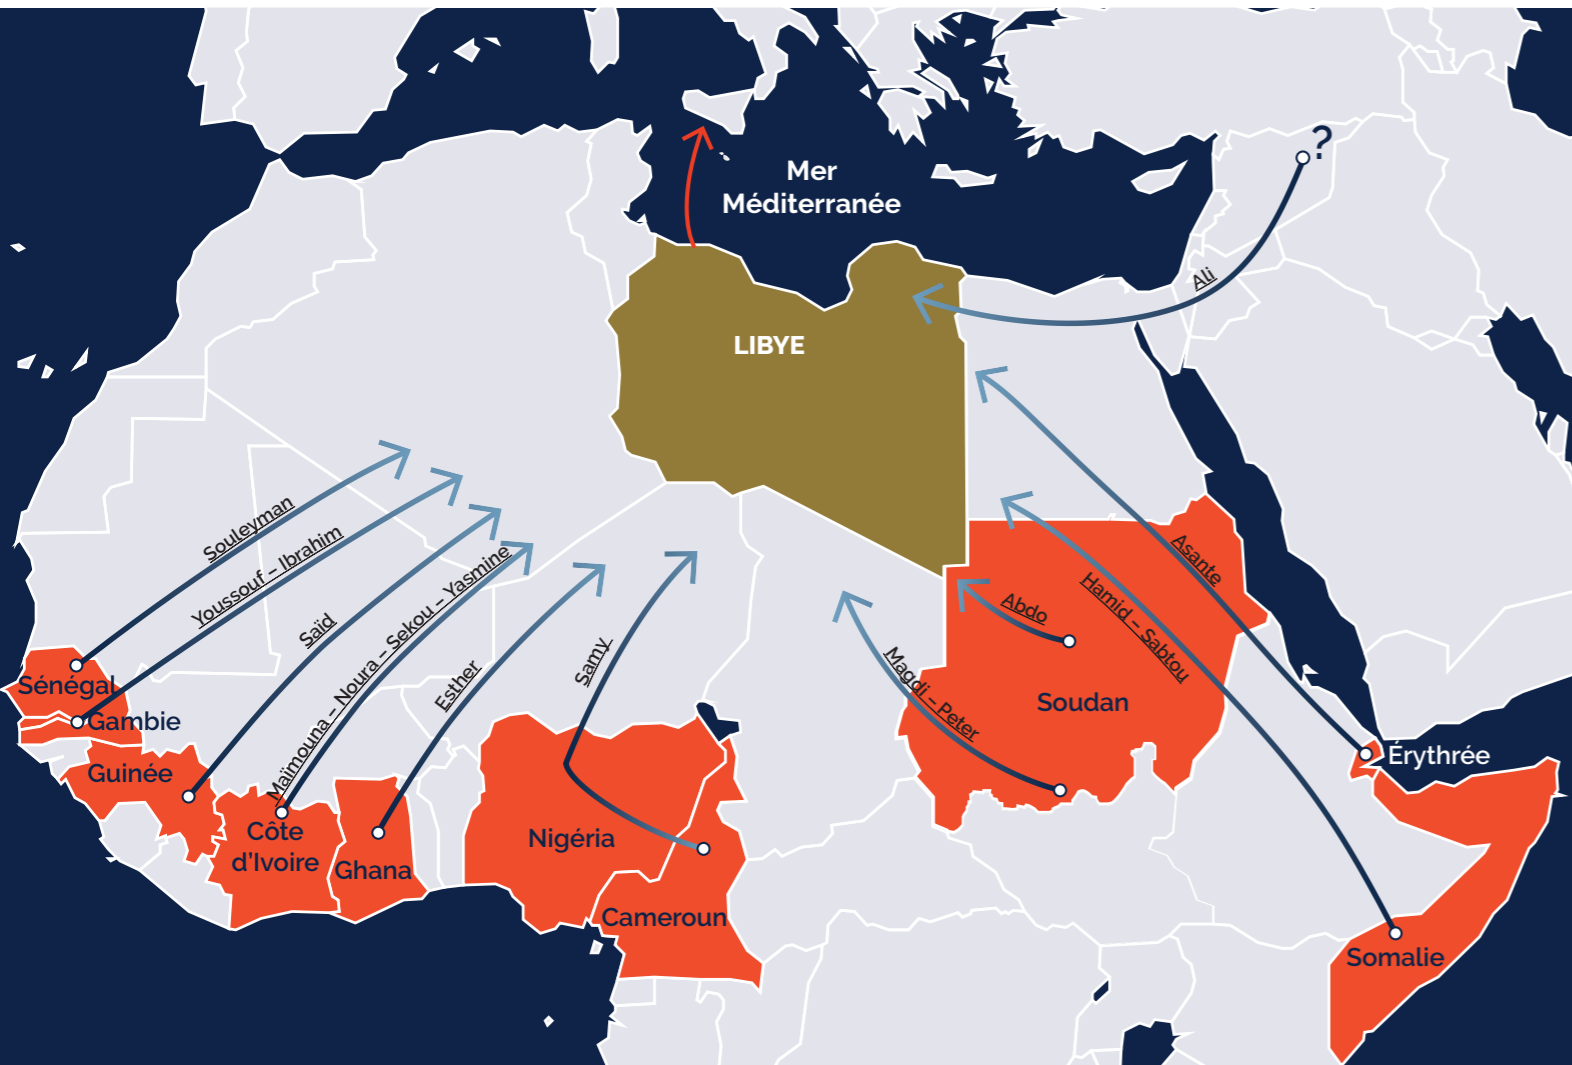 ?
Mer
Méditerranée
Ali
LIBYE
Souleyman
Youssouf – Ibrahim
Saïd
Maïmouna – Noura – Sekou – Yasmine
Esther
Samy
Magdi – Peter
Abdo
Hamid – Sabtou
Asante
Sénégal
Gambie
Guinée
Côte
d’Ivoire
Ghana
Nigéria
Cameroun
Soudan
Érythrée
Somalie